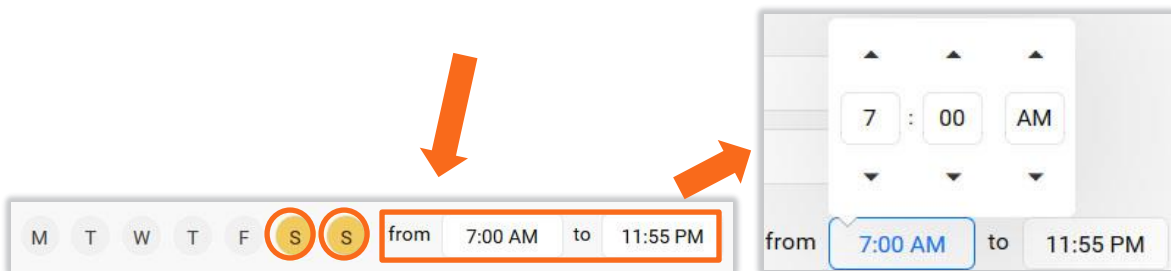 M T W T F S S from 7:00 AM to 11:55 PM
7 : 00 AM
from 7:00 AM to 11:55 PM